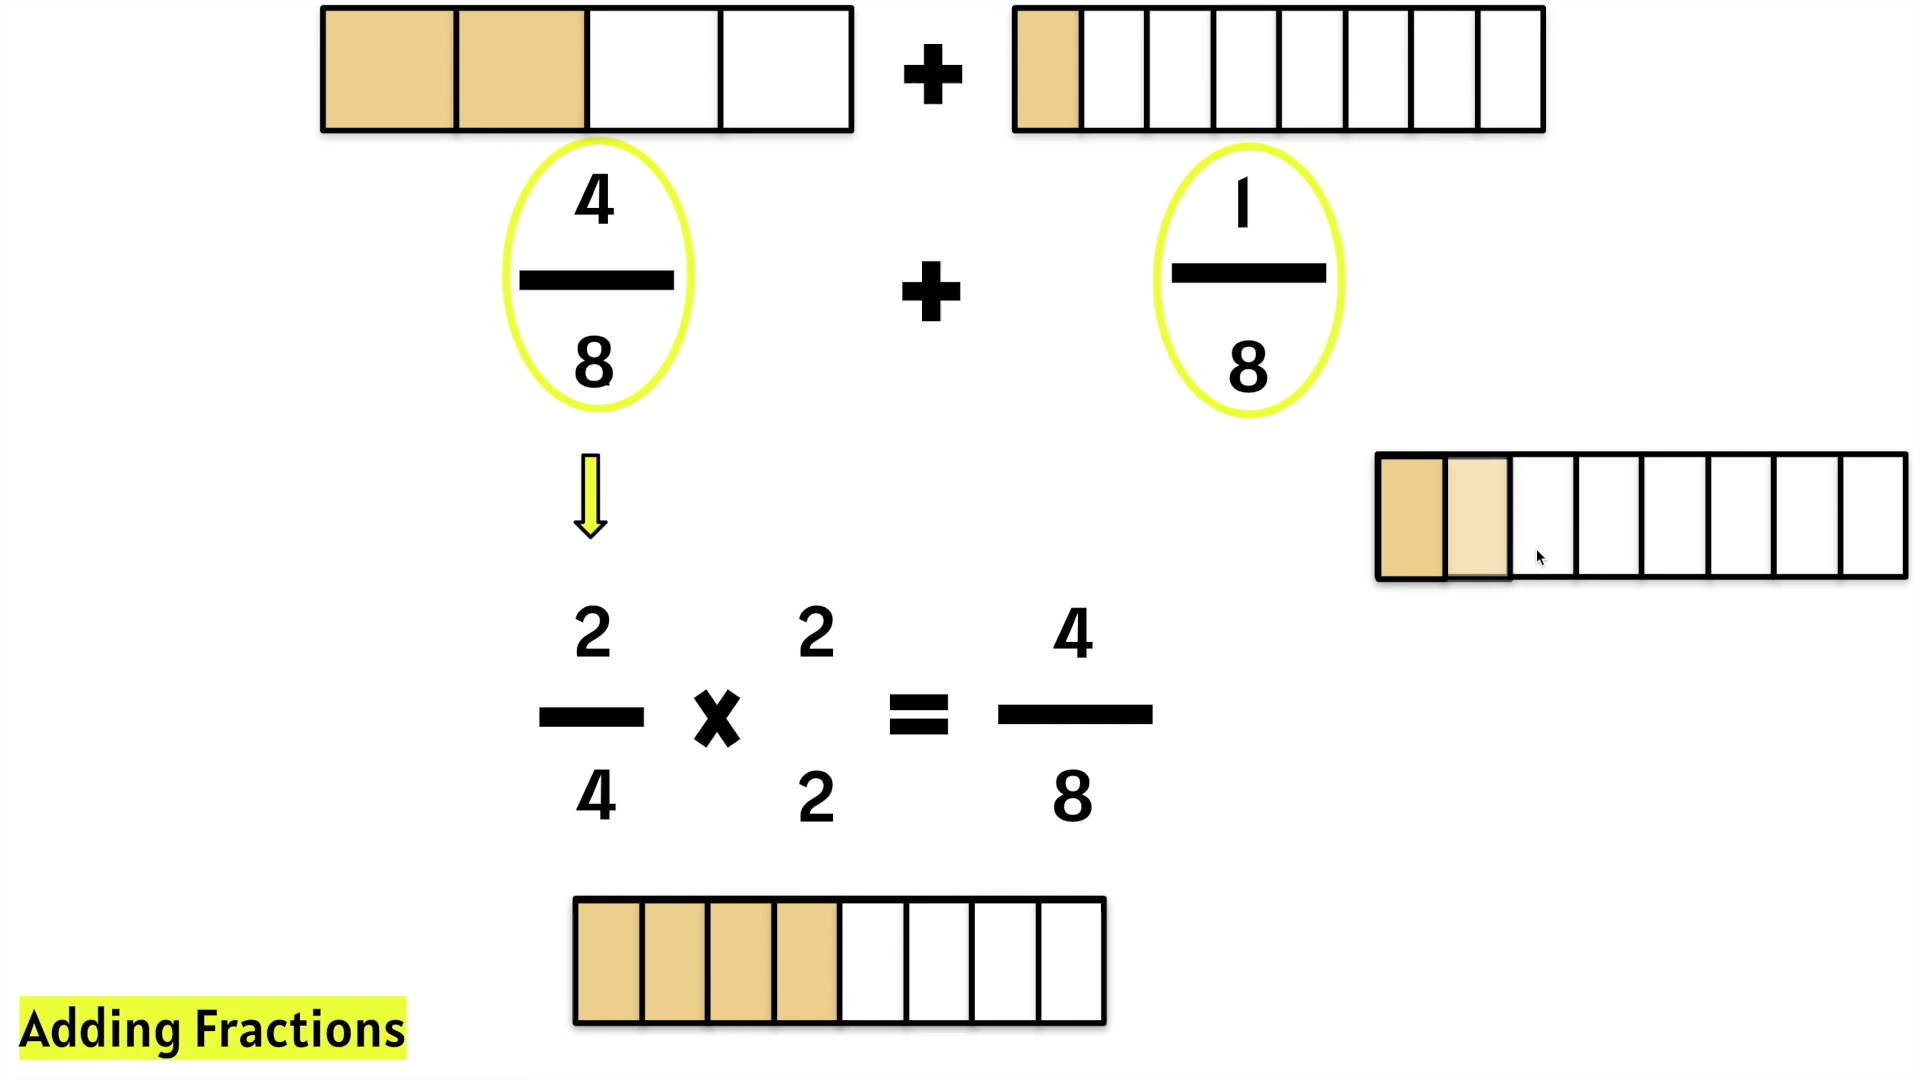 +
4 1
— + —
8 8
2 2 4
— × = —
4 2 8
Adding Fractions